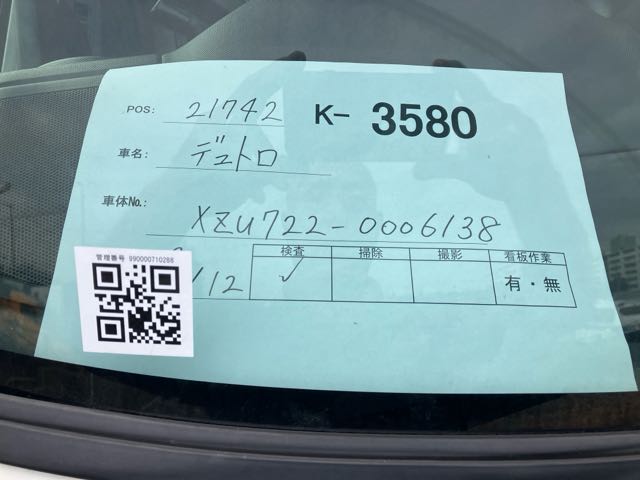 POS: 21742 K- 3580
車名: デュトロ
車体No.: XZU722-0006138
管理番号 990000710288
検査 掃除 撮影 看板作業
/12 ✓ 有・無